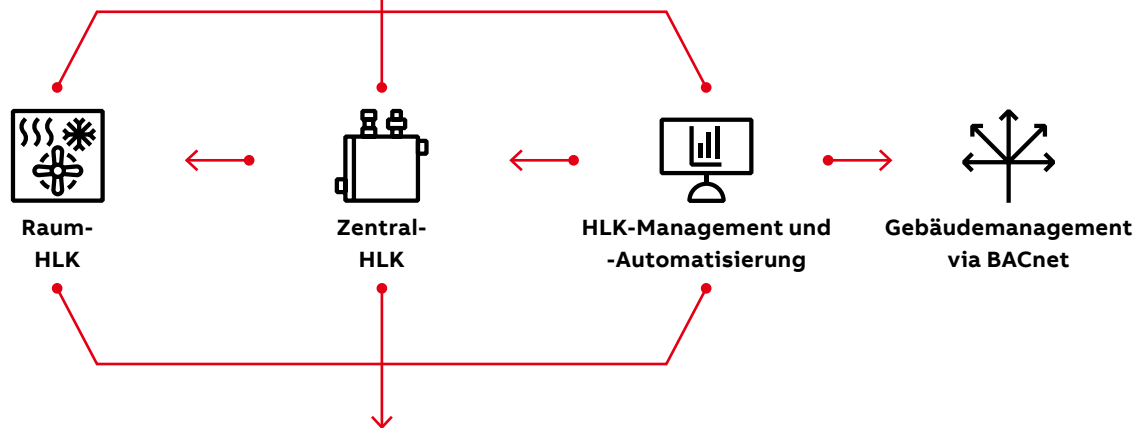 Raum-
HLK
Zentral-
HLK
HLK-Management und
-Automatisierung
Gebäudemanagement
via BACnet